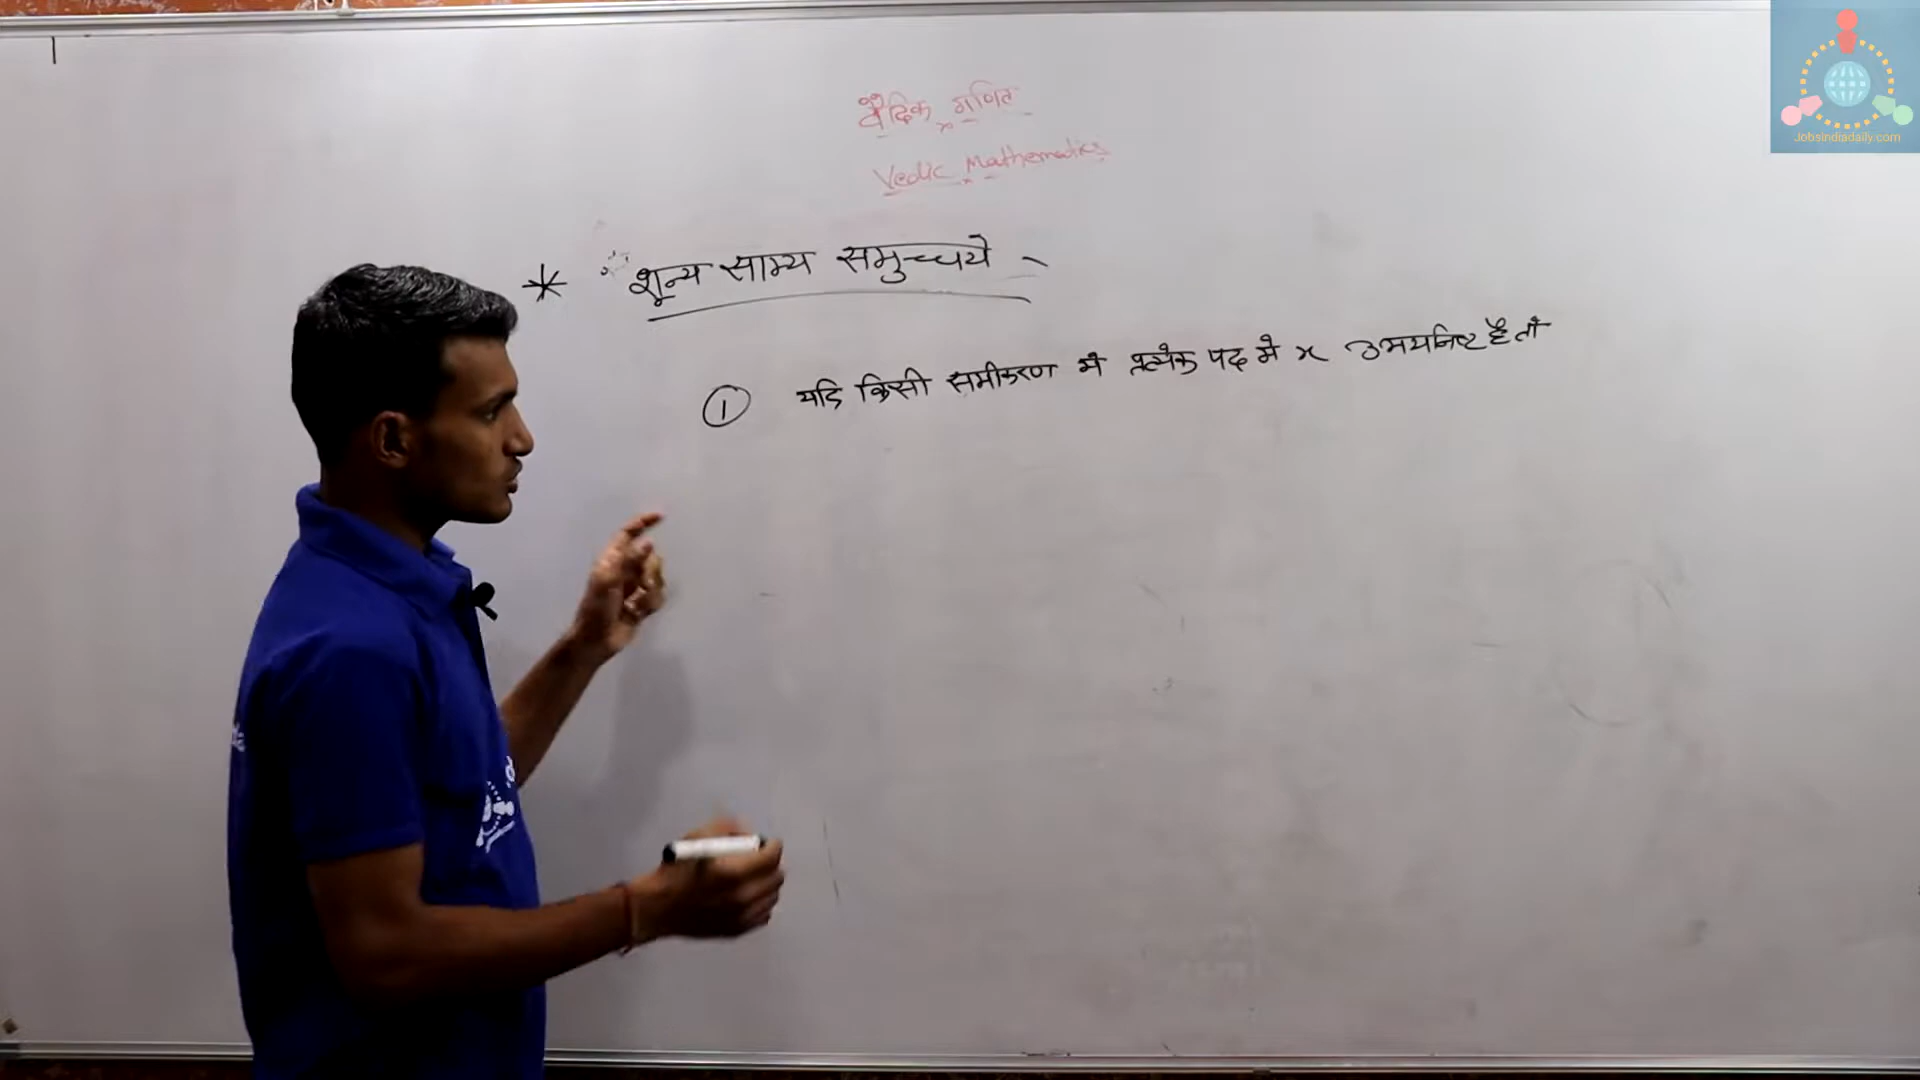 वैदिक गणित
Vedic Mathematics
* शून्य साम्य समुच्चये -
① यदि किसी समीकरण में प्रत्येक पद मे x उभयनिष्ट है तो
Jobsindiadaily.com